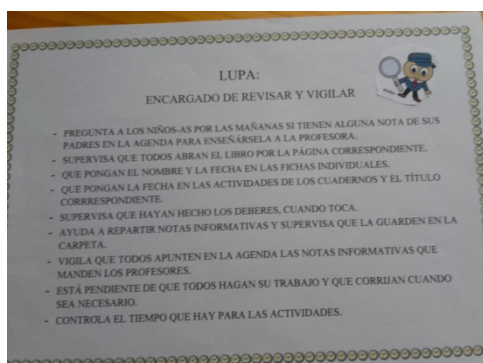 LUPA:
ENCARGADO DE REVISAR Y VIGILAR
- PREGUNTA A LOS NIÑOS-AS POR LAS MAÑANAS SI TIENEN ALGUNA NOTA DE SUS
PADRES EN LA AGENDA PARA ENSEÑÁRSELA A LA PROFESORA.
- SUPERVISA QUE TODOS ABRAN EL LIBRO POR LA PÁGINA CORRESPONDIENTE.
- QUE PONGAN EL NOMBRE Y LA FECHA EN LAS FICHAS INDIVIDUALES.
- QUE PONGAN LA FECHA EN LAS ACTIVIDADES DE LOS CUADERNOS Y EL TÍTULO
CORRRESPONDIENTE.
- SUPERVISA QUE HAYAN HECHO LOS DEBERES, CUANDO TOCA.
- AYUDA A REPARTIR NOTAS INFORMATIVAS Y SUPERVISA QUE LA GUARDEN EN LA
CARPETA.
- VIGILA QUE TODOS APUNTEN EN LA AGENDA LAS NOTAS INFORMATIVAS QUE
MANDEN LOS PROFESORES.
- ESTÁ PENDIENTE DE QUE TODOS HAGAN SU TRABAJO Y QUE CORRIJAN CUANDO
SEA NECESARIO.
- CONTROLA EL TIEMPO QUE HAY PARA LAS ACTIVIDADES.